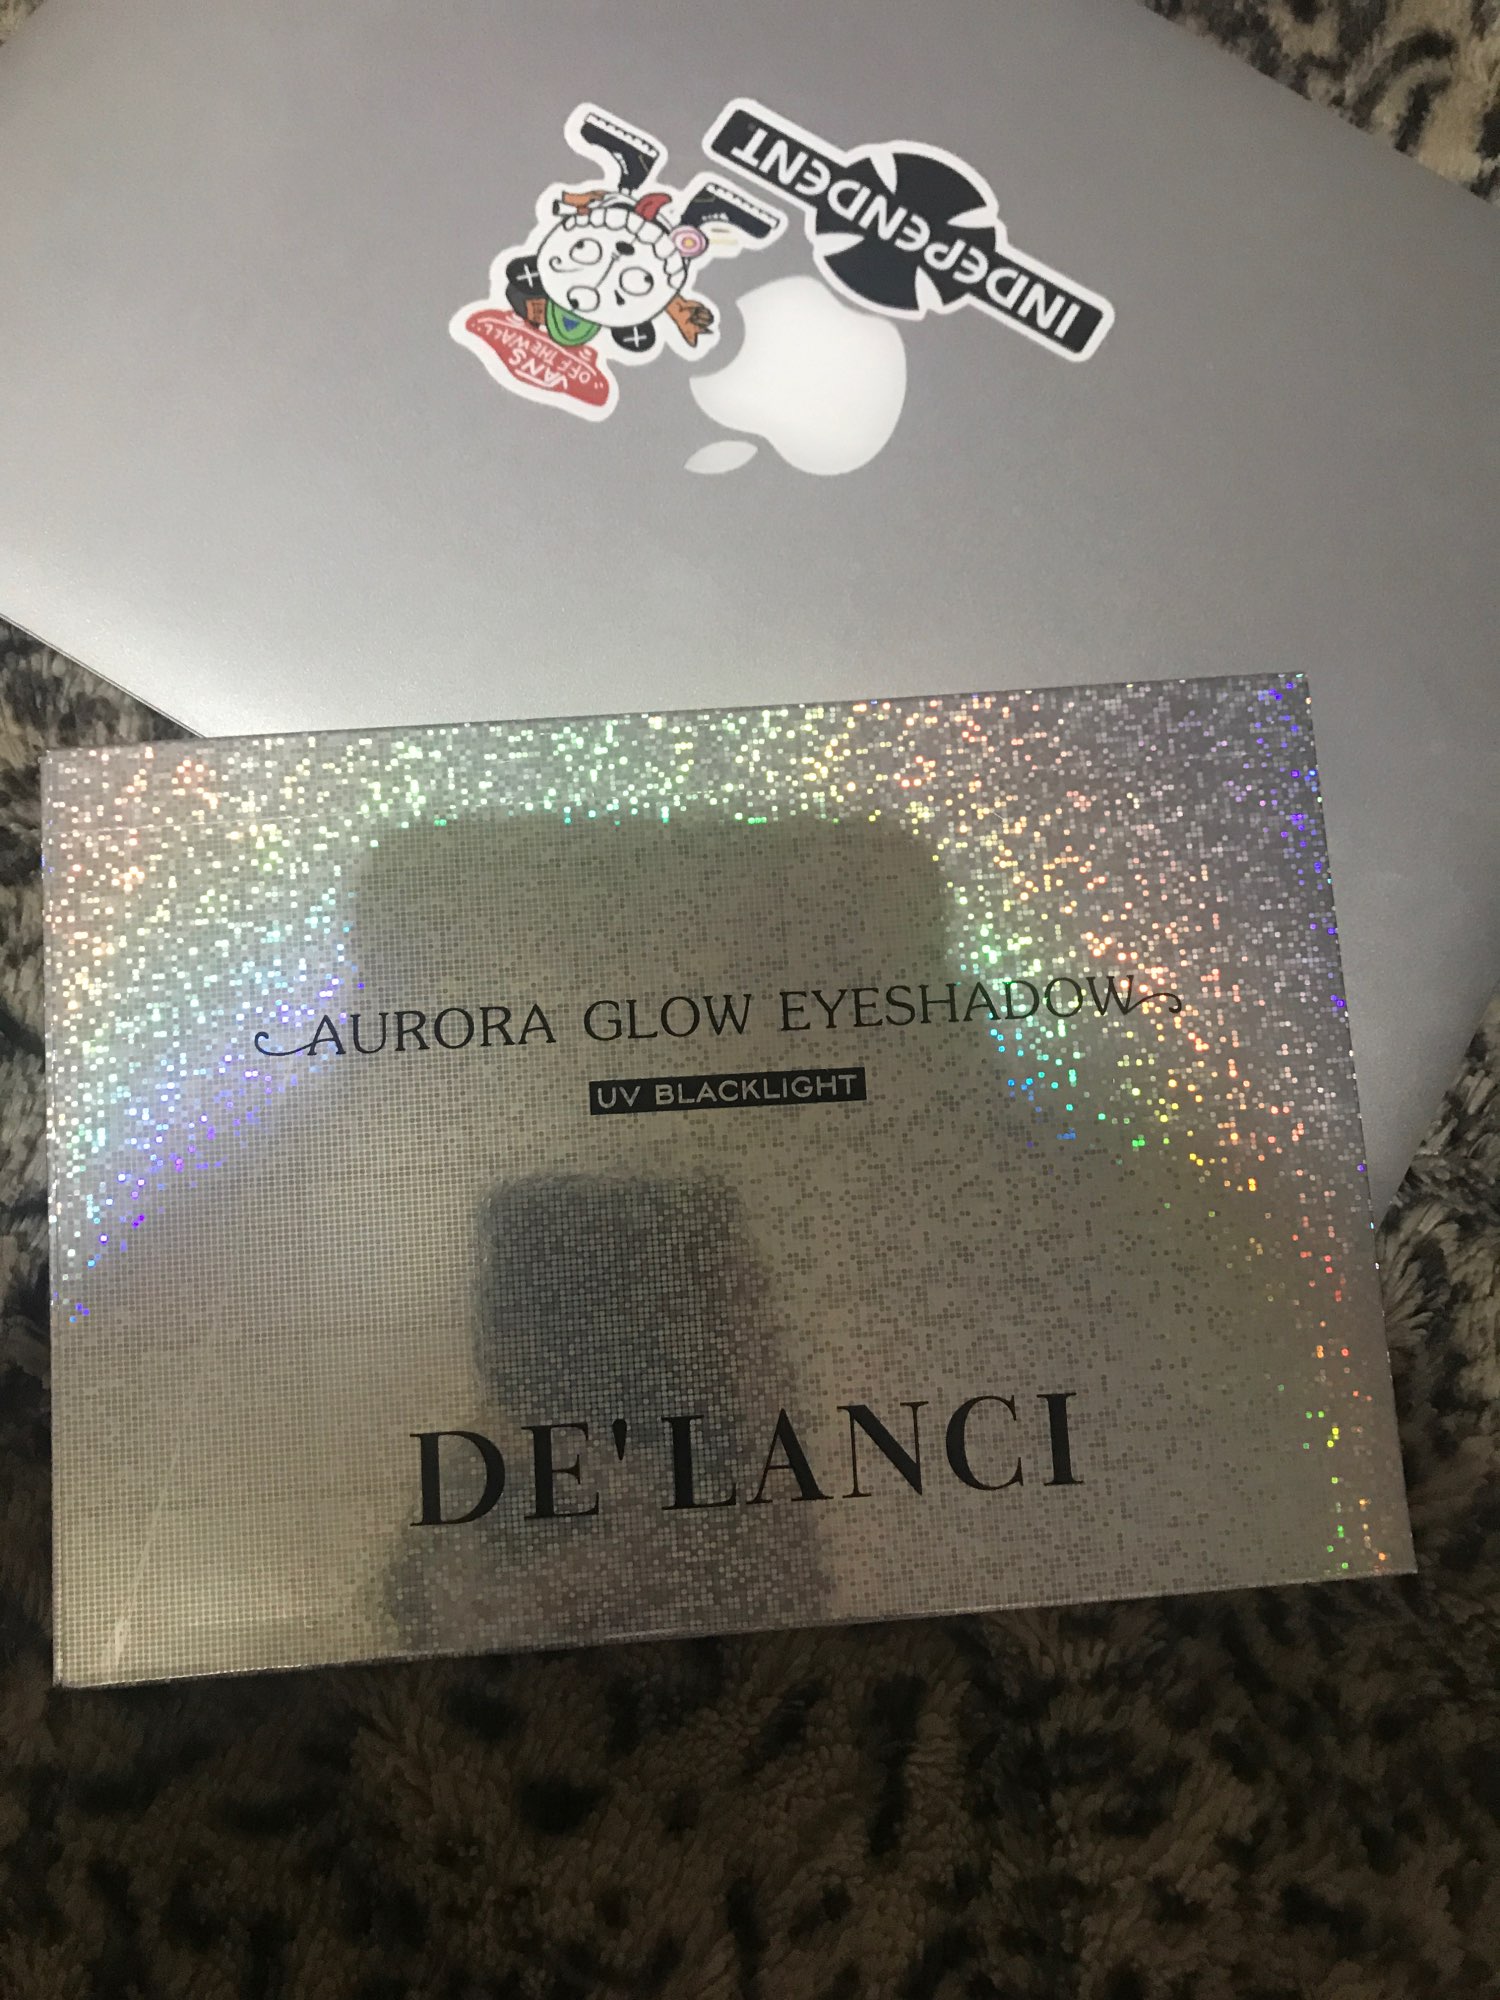 INDEPENDENT
VANS
"OFF THE WALL"
AURORA GLOW EYESHADOW
UV BLACKLIGHT
DE'LANCI